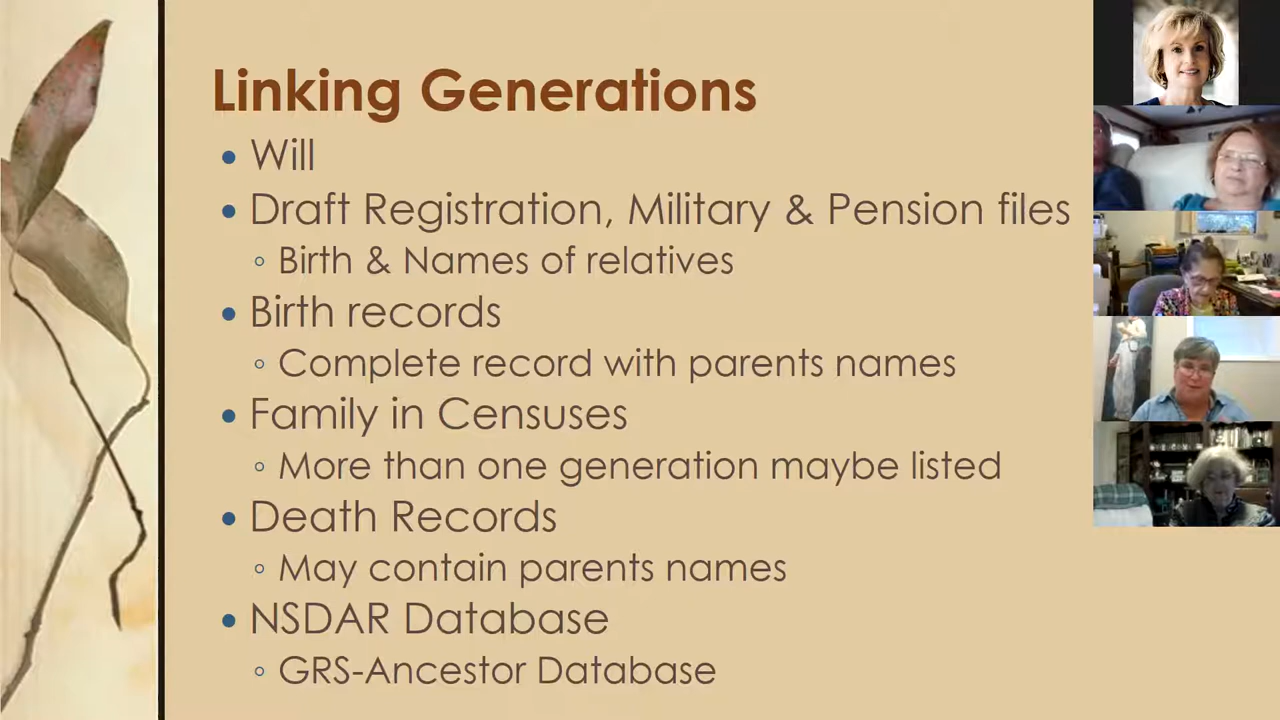 Linking Generations
• Will
• Draft Registration, Military & Pension files
◦ Birth & Names of relatives
• Birth records
◦ Complete record with parents names
• Family in Censuses
◦ More than one generation maybe listed
• Death Records
◦ May contain parents names
• NSDAR Database
◦ GRS-Ancestor Database